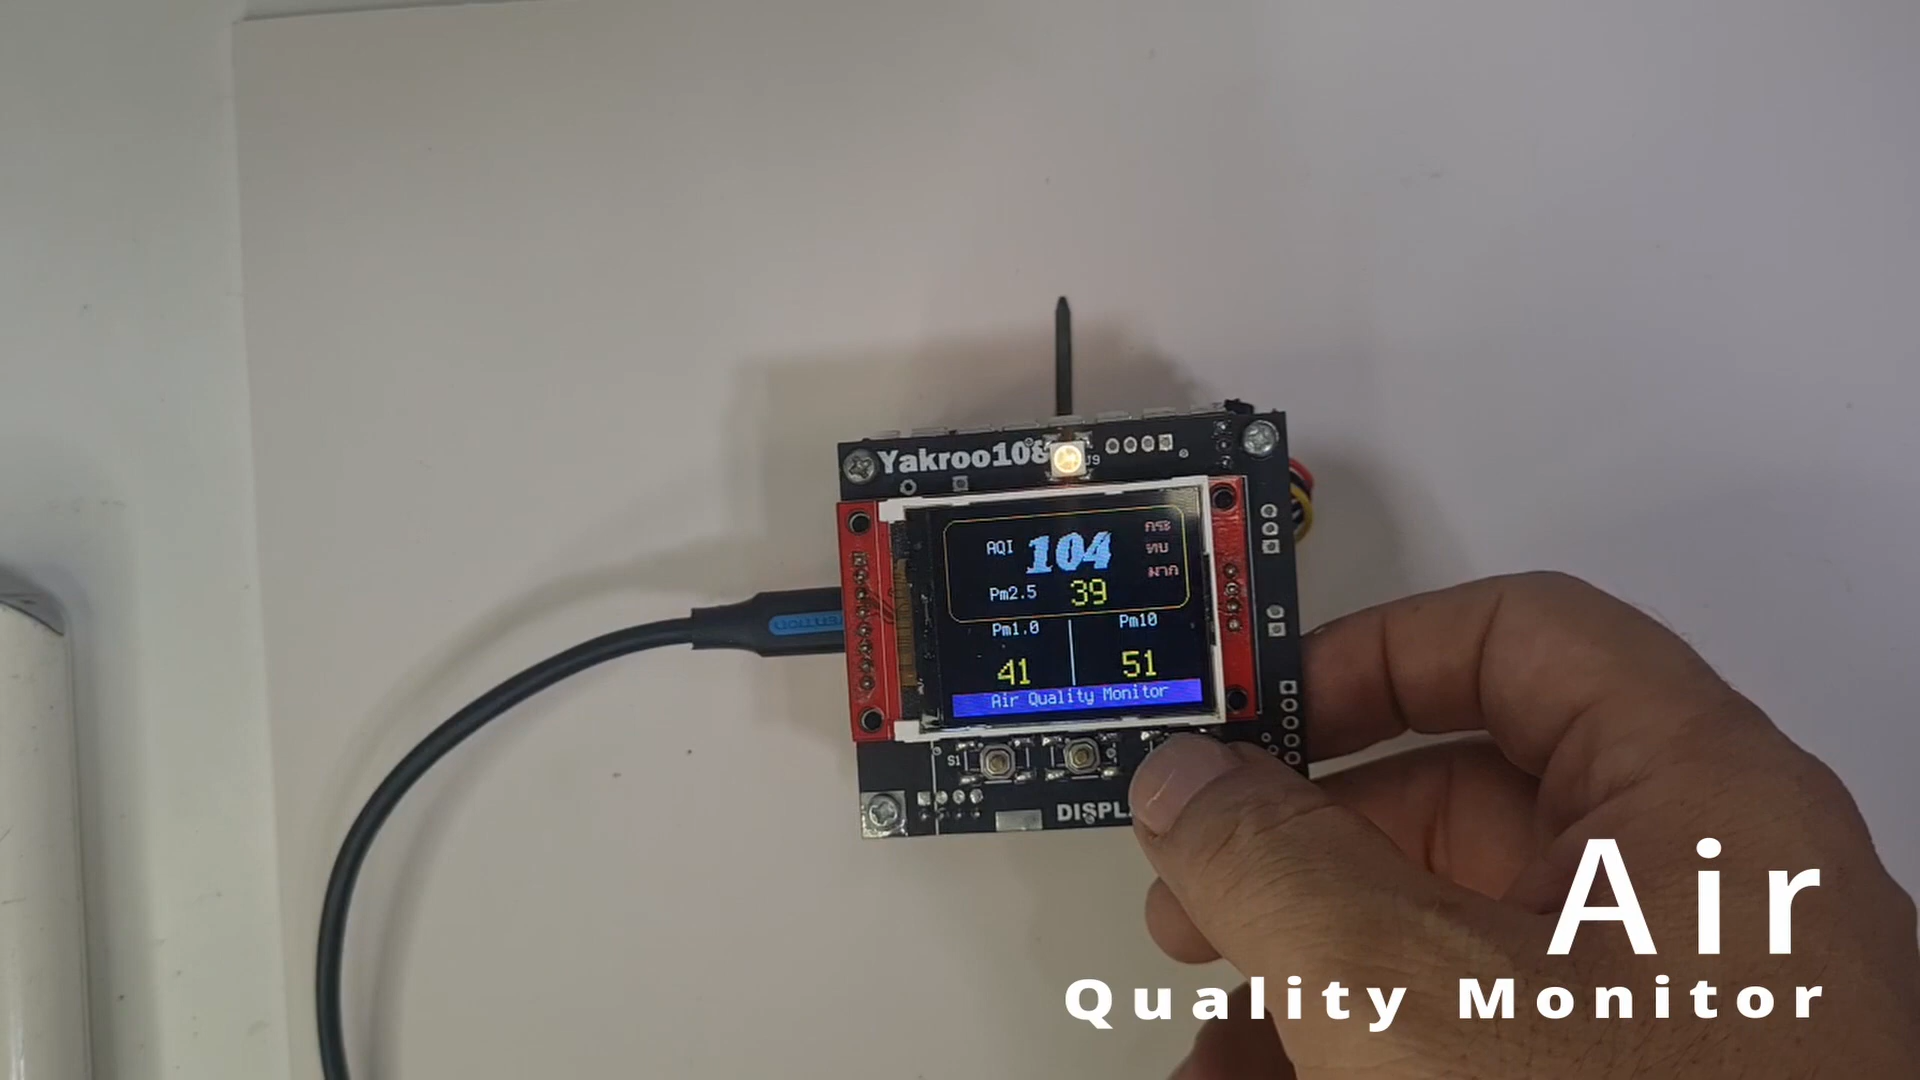 Yakroo108
J9
AQI 104
กระ
ทบ
มาก
Pm2.5 39
Pm1.0 Pm10
41 51
Air Quality Monitor
S1
Air
Quality Monitor